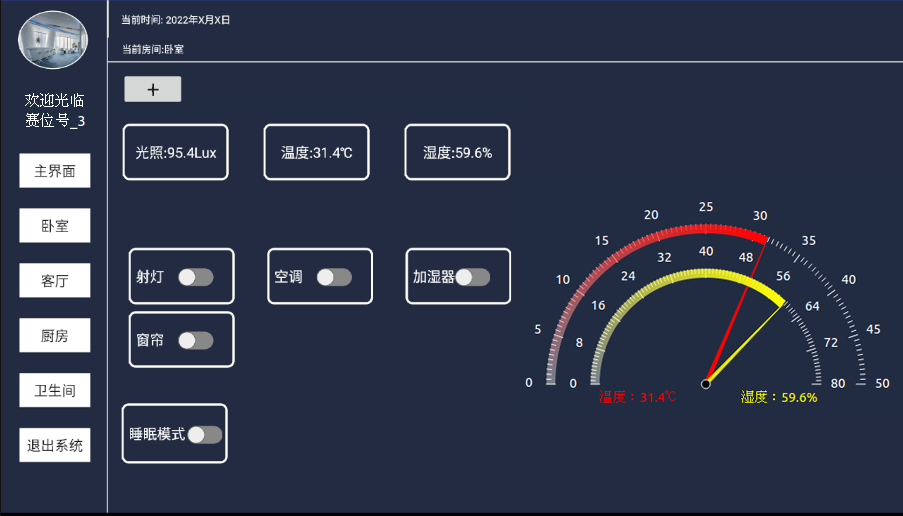 当前时间: 2022年X月X日
当前房间:卧室
欢迎光临
赛位号_3
主界面
卧室
客厅
厨房
卫生间
退出系统
+
光照:95.4Lux
温度:31.4℃
湿度:59.6%
射灯
空调
加湿器
窗帘
睡眠模式
0
5
10
15
20
25
30
35
40
45
50
0
8
16
24
32
40
48
56
64
72
80
温度：31.4℃
湿度：59.6%